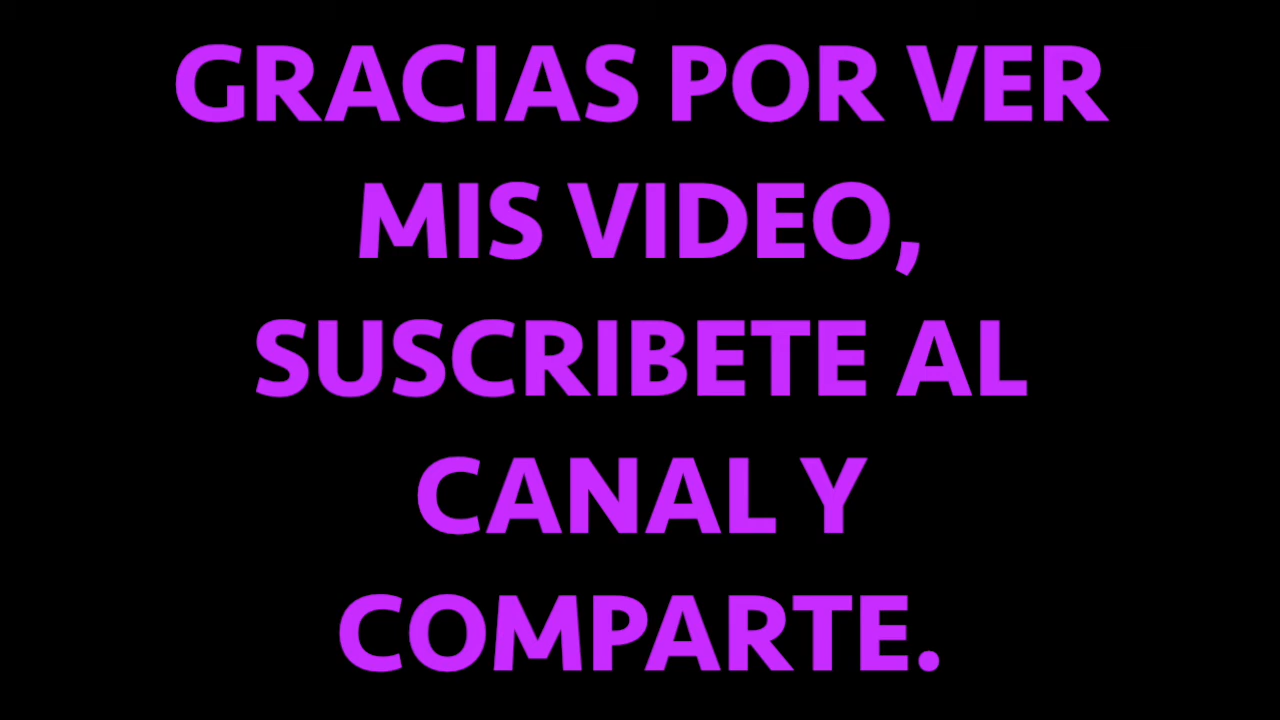 GRACIAS POR VER
MIS VIDEO,
SUSCRIBETE AL
CANAL Y
COMPARTE.